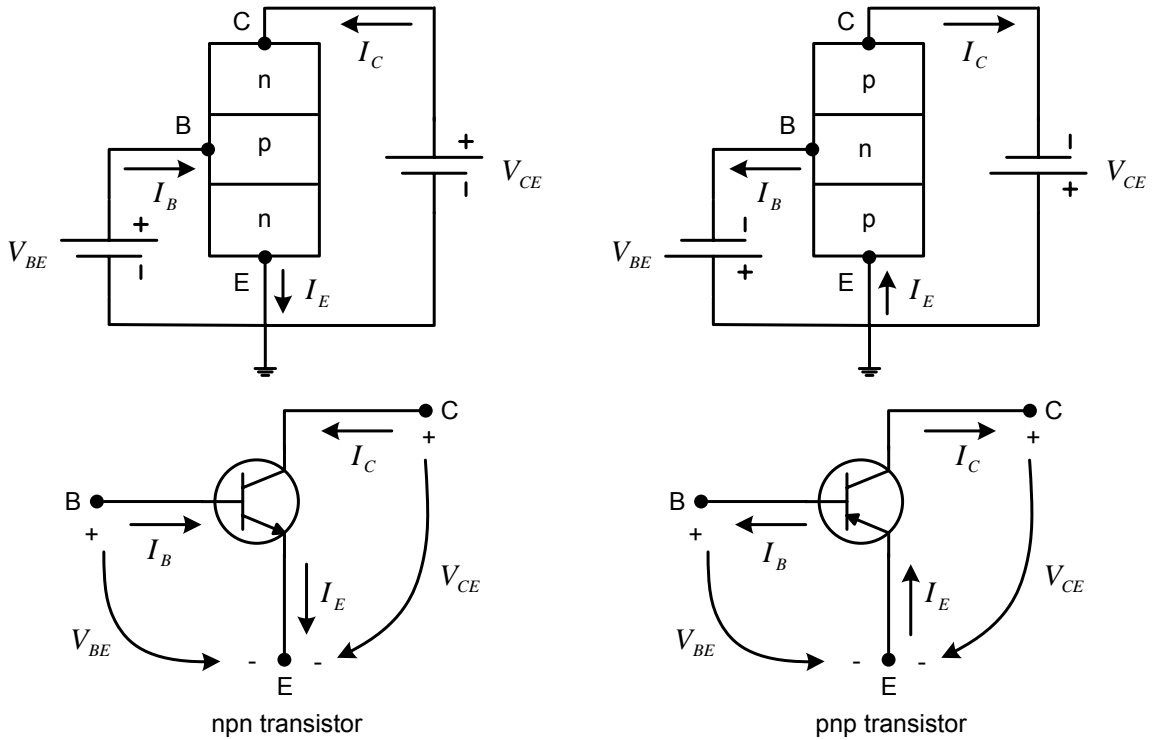 C
I_C
n
B
p
I_B
n
+
-
V_BE
E
I_E
+
-
V_CE
C
I_C
p
B
n
I_B
p
-
+
V_BE
E
I_E
-
+
V_CE
C
+
I_C
B
+
I_B
V_CE
I_E
V_BE
-
-
E
npn transistor
C
+
I_C
B
+
I_B
V_CE
I_E
V_BE
-
-
E
pnp transistor